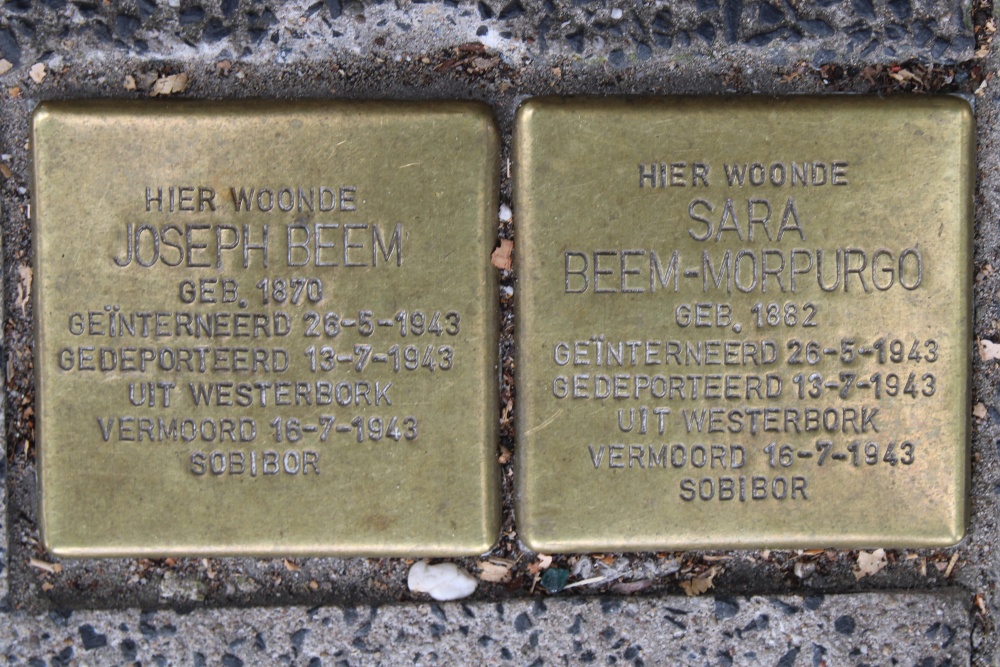 HIER WOONDE
JOSEPH BEEM
GEB. 1870
GEÏNTERNEERD 26-5-1943
GEDEPORTEERD 13-7-1943
UIT WESTERBORK
VERMOORD 16-7-1943
SOBIBOR
HIER WOONDE
SARA
BEEM-MORPURGO
GEB. 1882
GEÏNTERNEERD 26-5-1943
GEDEPORTEERD 13-7-1943
UIT WESTERBORK
VERMOORD 16-7-1943
SOBIBOR